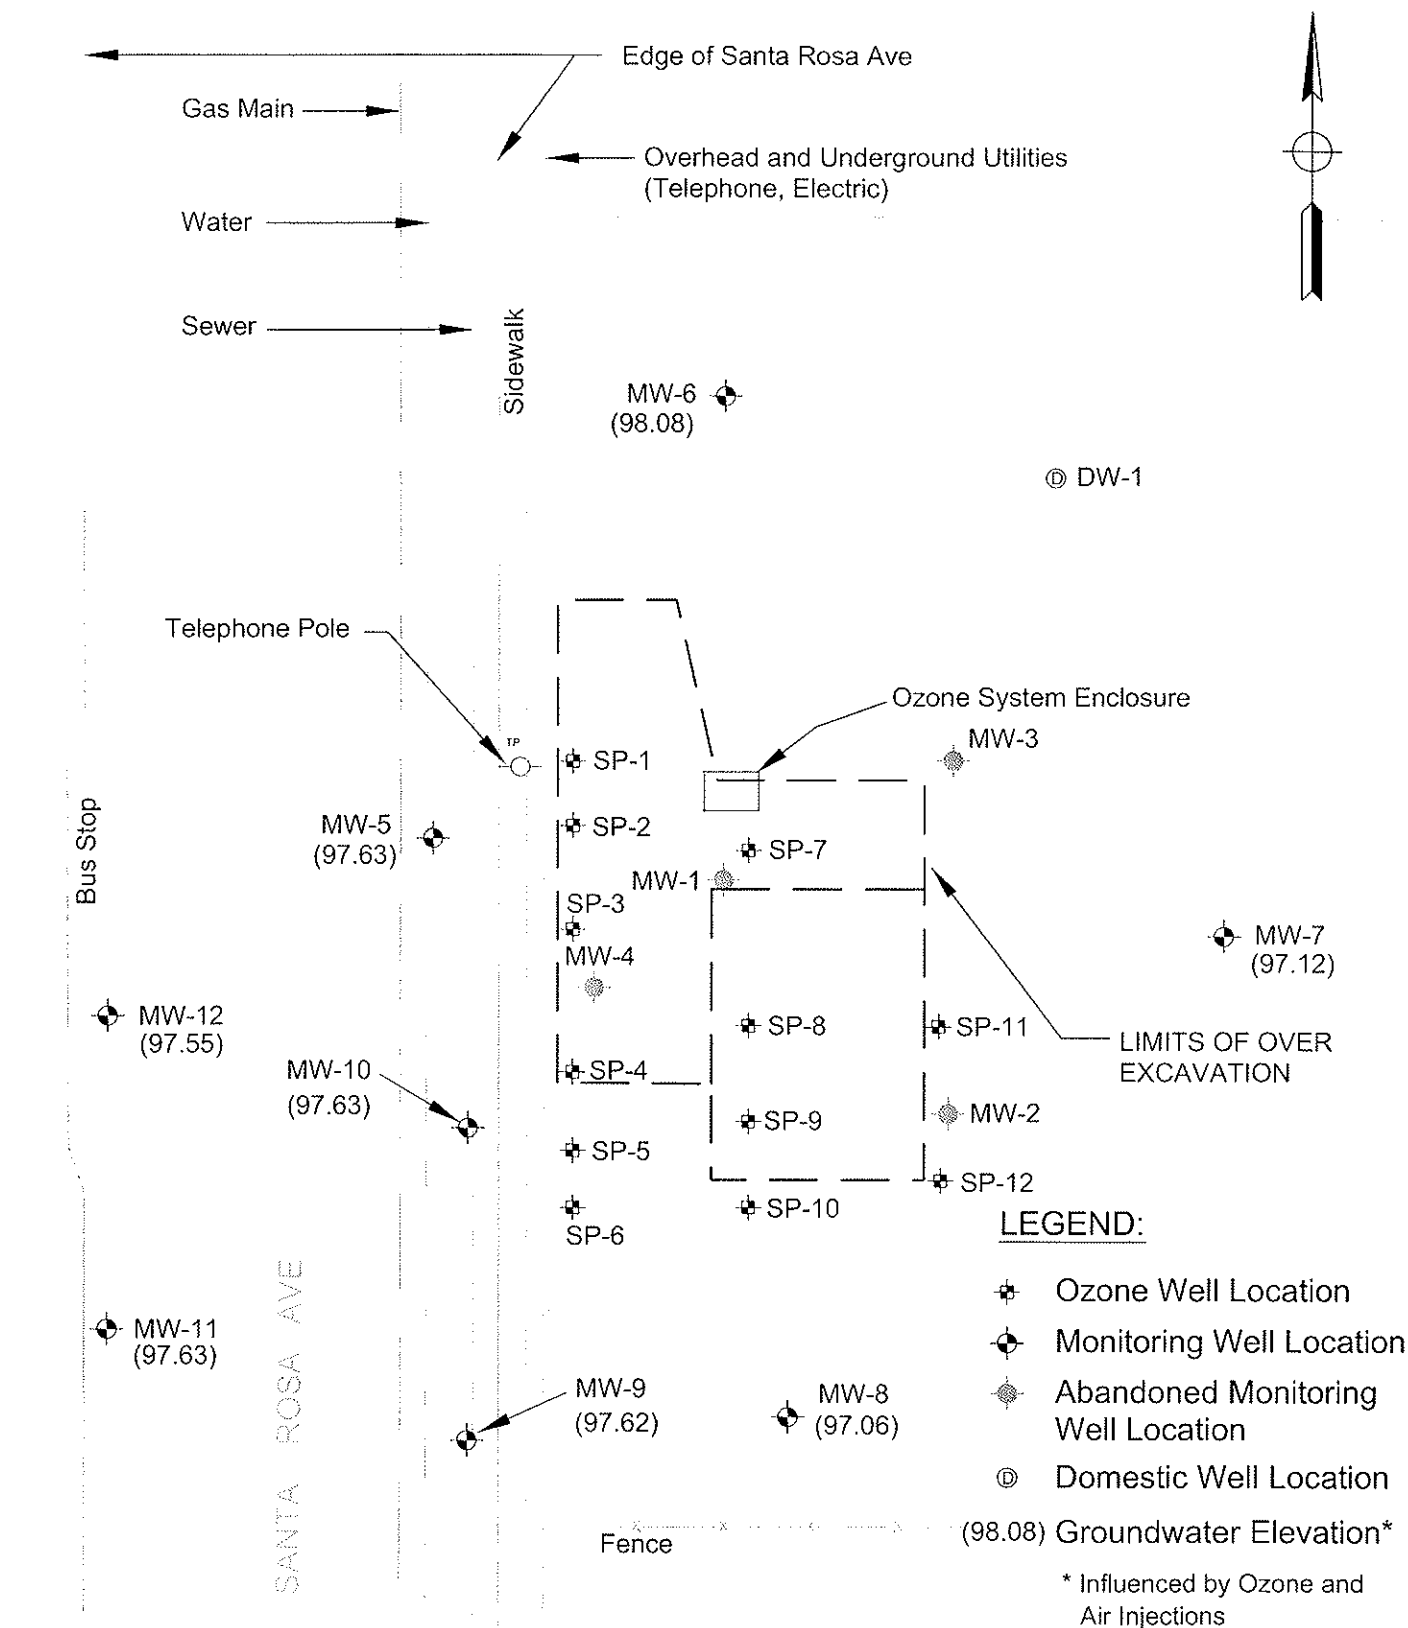 Edge of Santa Rosa Ave
Gas Main
Overhead and Underground Utilities
(Telephone, Electric)
Water
Sewer
Sidewalk
MW-6
(98.08)
D DW-1
Telephone Pole
Ozone System Enclosure
MW-3
TP
SP-1
Bus Stop
MW-5
(97.63)
SP-2
SP-7
MW-1
SP-3
MW-4
MW-7
(97.12)
MW-12
(97.55)
SP-8
SP-11
LIMITS OF OVER
EXCAVATION
MW-10
(97.63)
SP-4
MW-2
SP-9
SP-5
SP-12
SP-10
SP-6
SANTA ROSA AVE
MW-11
(97.63)
MW-9
(97.62)
MW-8
(97.06)
Fence
LEGEND:
Ozone Well Location
Monitoring Well Location
Abandoned Monitoring
Well Location
D Domestic Well Location
(98.08) Groundwater Elevation*
* Influenced by Ozone and
Air Injections